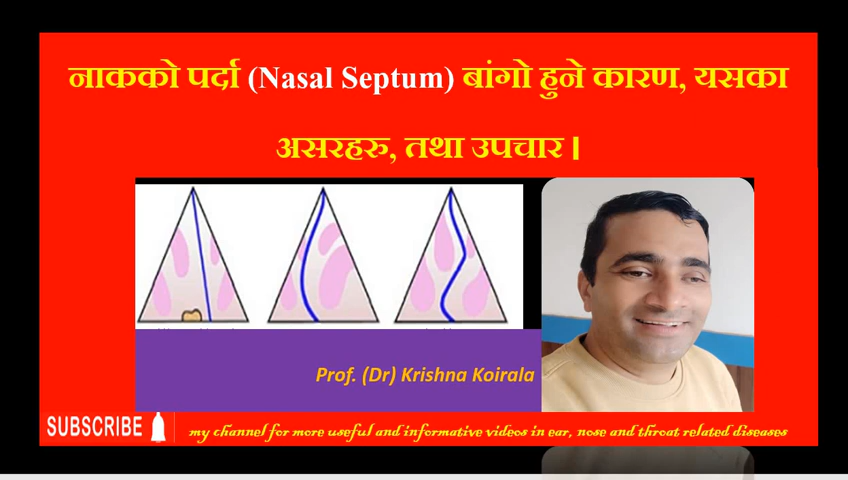 नाकको पर्दा (Nasal Septum) बांगो हुने कारण, यसका
असरहरु, तथा उपचार |
Prof. (Dr) Krishna Koirala
SUBSCRIBE my channel for more useful and informative videos in ear, nose and throat related diseases